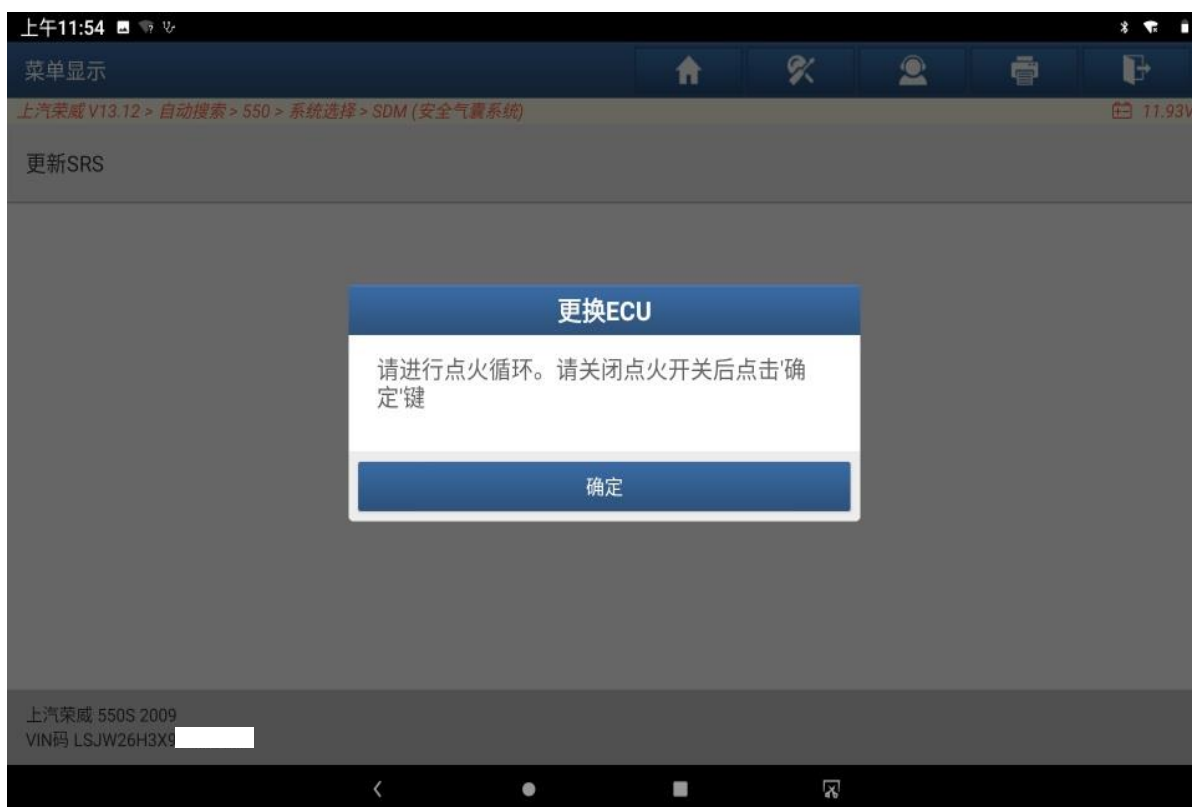 上午11:54
菜单显示
上汽荣威 V13.12 > 自动搜索 > 550 > 系统选择 > SDM (安全气囊系统)
11.93V
更新SRS
更换ECU
请进行点火循环。请关闭点火开关后点击'确
定'键
确定
上汽荣威 550S 2009
VIN码 LSJW26H3X9